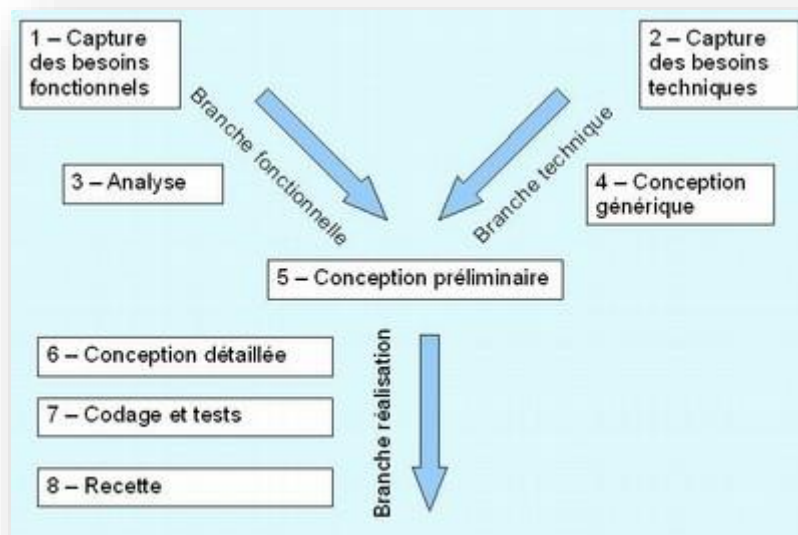 1 – Capture
des besoins
fonctionnels
2 – Capture
des besoins
techniques
Branche fonctionnelle
Branche technique
3 – Analyse
4 – Conception
générique
5 – Conception préliminaire
6 – Conception détaillée
7 – Codage et tests
8 – Recette
Branche réalisation